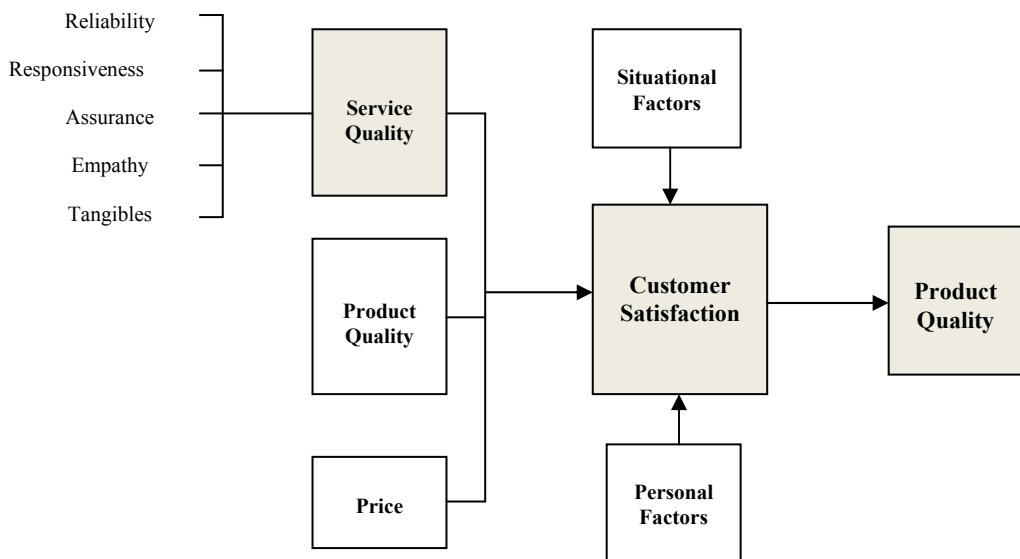 Reliability
Responsiveness
Assurance
Empathy
Tangibles
Service
Quality
Product
Quality
Price
Situational
Factors
Customer
Satisfaction
Personal
Factors
Product
Quality